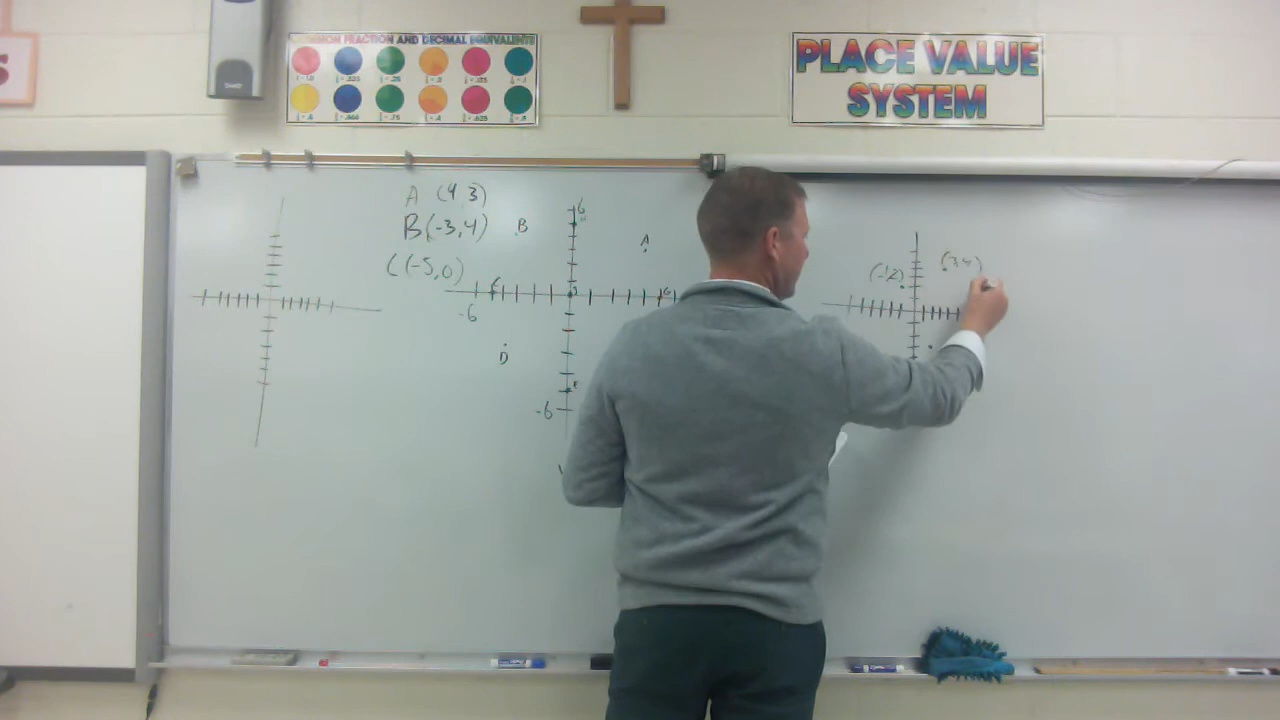 S
COMMON FRACTION AND DECIMAL EQUIVALENTS
PLACE VALUE
SYSTEM
A (4 3)
B(-3,4)
C(-5,0)
6
B
A
C
G
-6
D
F
-6
(-1,2)
(3,4)